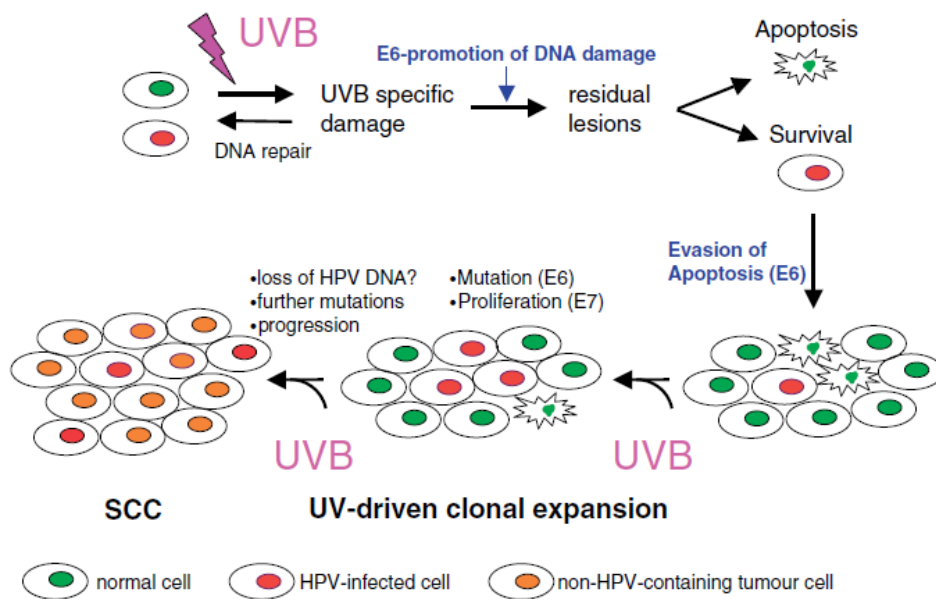 UVB
Apoptosis
E6-promotion of DNA damage
UVB specific
damage
residual
lesions
DNA repair
Survival
Evasion of
Apoptosis (E6)
•loss of HPV DNA?
•further mutations
•progression
•Mutation (E6)
•Proliferation (E7)
UVB
UVB
SCC
UV-driven clonal expansion
normal cell
HPV-infected cell
non-HPV-containing tumour cell